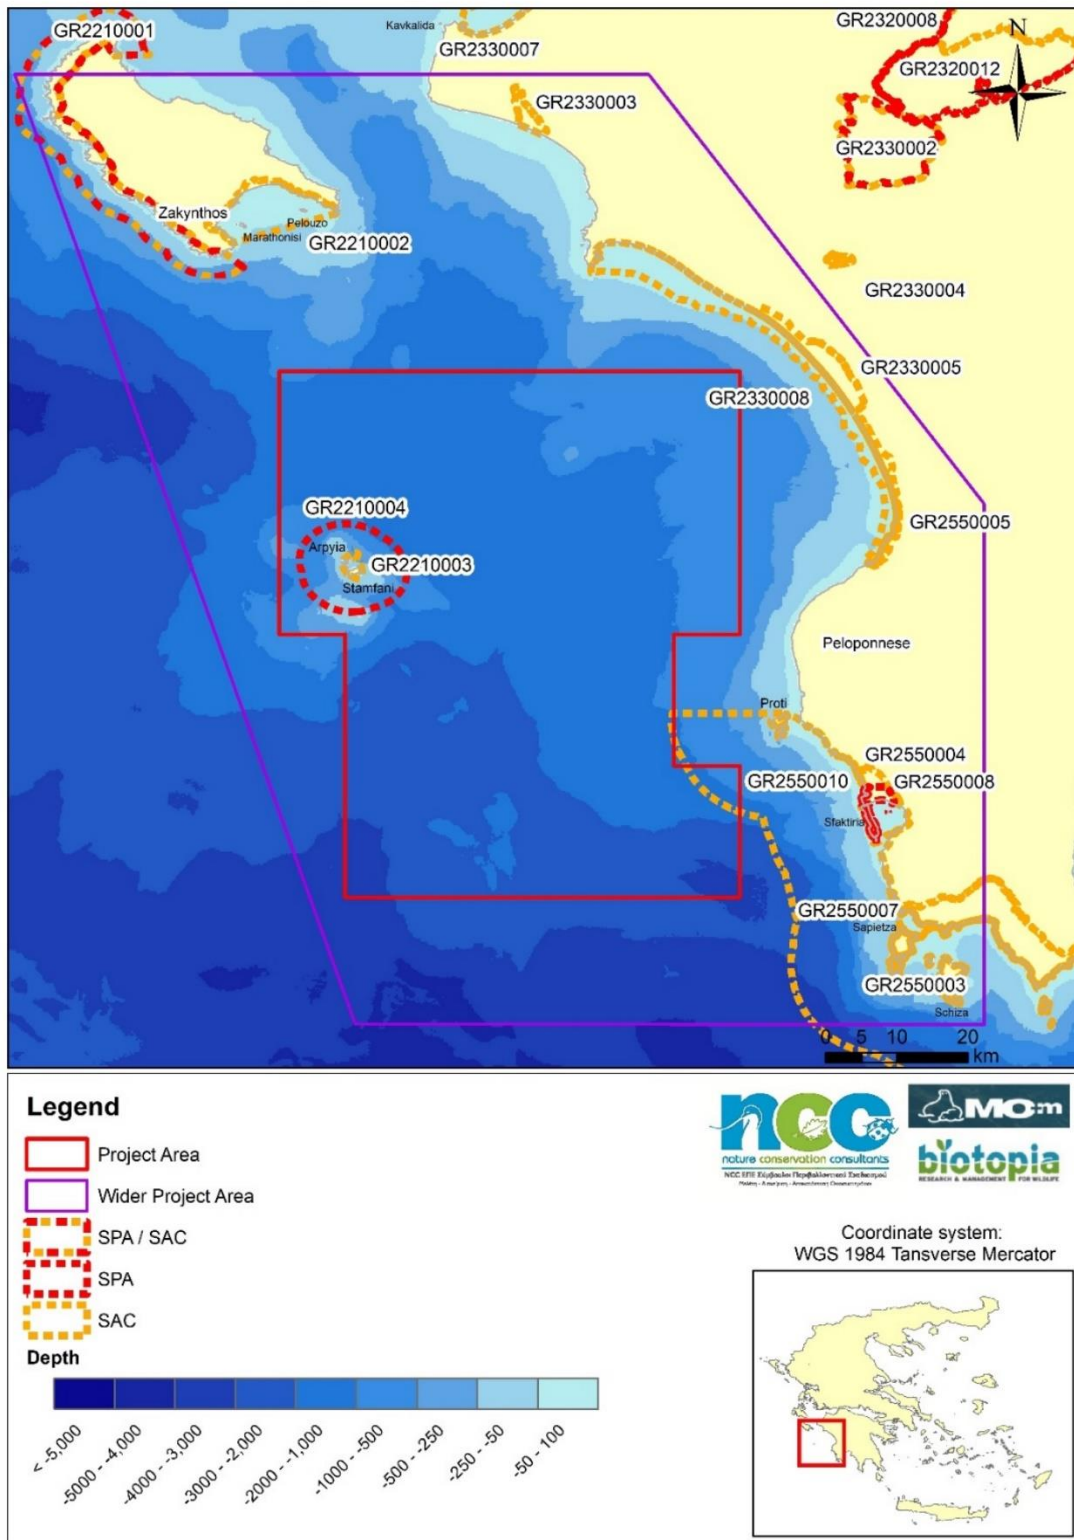 Kavkalida
GR2210001
GR2320008
N
GR2330007
GR2320012
GR2330003
GR2330002
Zakynthos
Pelouzo
Marathonisi
GR2210002
GR2330004
GR2330005
GR2330008
GR2210004
GR2550005
Arpyia
GR2210003
Stamfani
Peloponnese
Proti
GR2550004
GR2550010
GR2550008
Sfaktiria
GR2550007
Sapietza
GR2550003
Schiza
0 5 10 20
km
Legend
Project Area
Wider Project Area
SPA / SAC
SPA
SAC
Depth
< -5,000
-5000 - -4,000
-4000 - -3,000
-3000 - -2,000
-2000 - -1,000
-1000 - -500
-500 - -250
-250 - -50
-50 - 100
ncc
nature conservation consultants
MOm
biotopia
RESEARCH & MANAGEMENT FOR WILDLIFE
Coordinate system:
WGS 1984 Tansverse Mercator